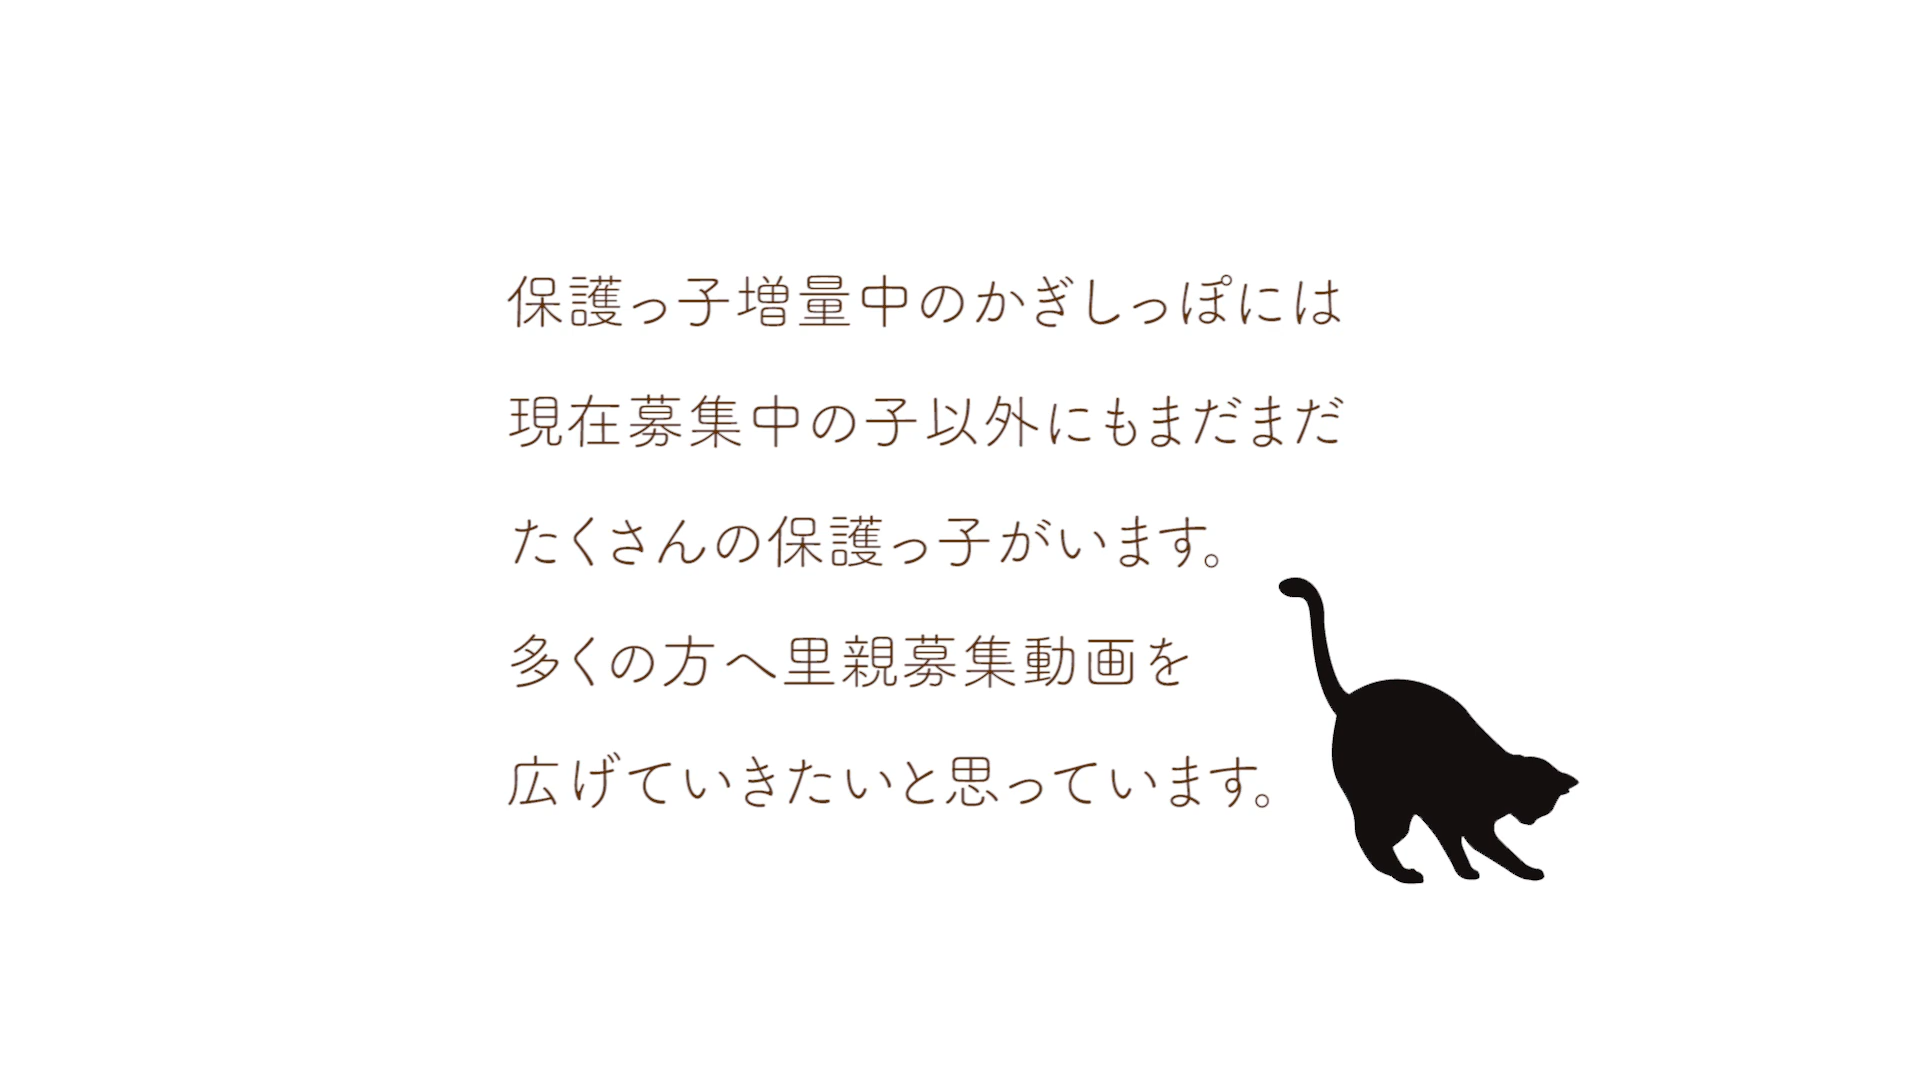 保護っ子増量中のかぎしっぽには
現在募集中の子以外にもまだまだ
たくさんの保護っ子がいます。
多くの方へ里親募集動画を
広げていきたいと思っています。